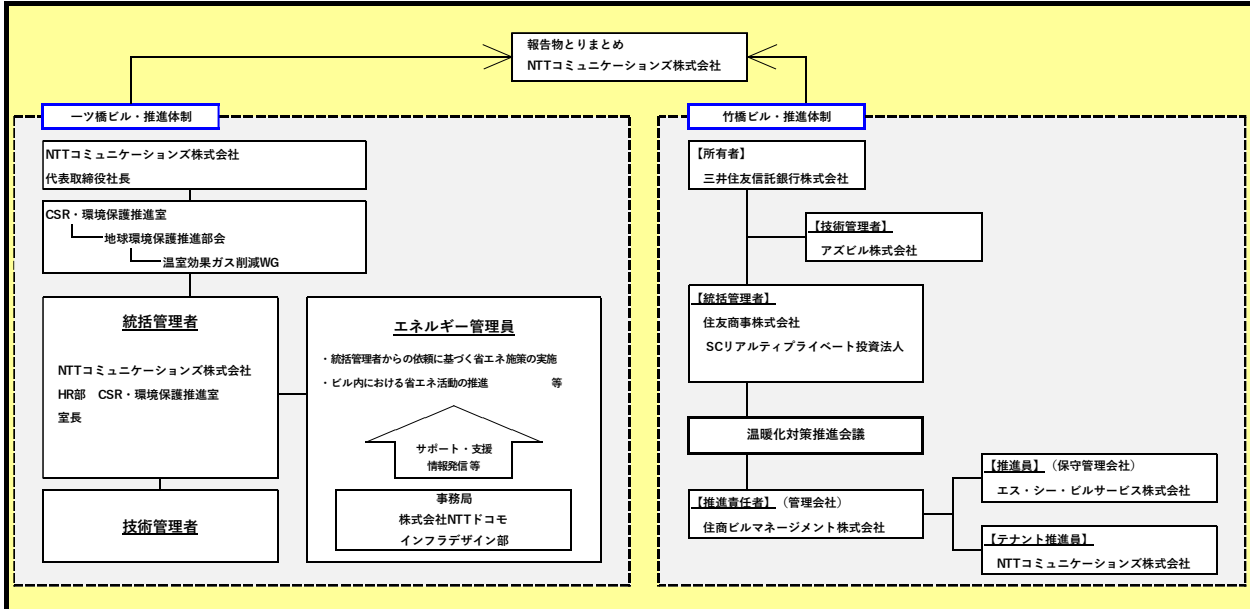 報告物とりまとめ
NTTコミュニケーションズ株式会社
一ツ橋ビル・推進体制
NTTコミュニケーションズ株式会社
代表取締役社長
CSR・環境保護推進室
地球環境保護推進部会
温室効果ガス削減WG
統括管理者
NTTコミュニケーションズ株式会社
HR部　CSR・環境保護推進室
室長
技術管理者
エネルギー管理員
・統括管理者からの依頼に基づく省エネ施策の実施
・ビル内における省エネ活動の推進　　　　　等
サポート・支援
情報発信 等
事務局
株式会社NTTドコモ
インフラデザイン部
竹橋ビル・推進体制
【所有者】
三井住友信託銀行株式会社
【技術管理者】
アズビル株式会社
【統括管理者】
住友商事株式会社
SCリアルティプライベート投資法人
温暖化対策推進会議
【推進責任者】（管理会社）
住商ビルマネージメント株式会社
【推進員】（保守管理会社）
エス・シー・ビルサービス株式会社
【テナント推進員】
NTTコミュニケーションズ株式会社